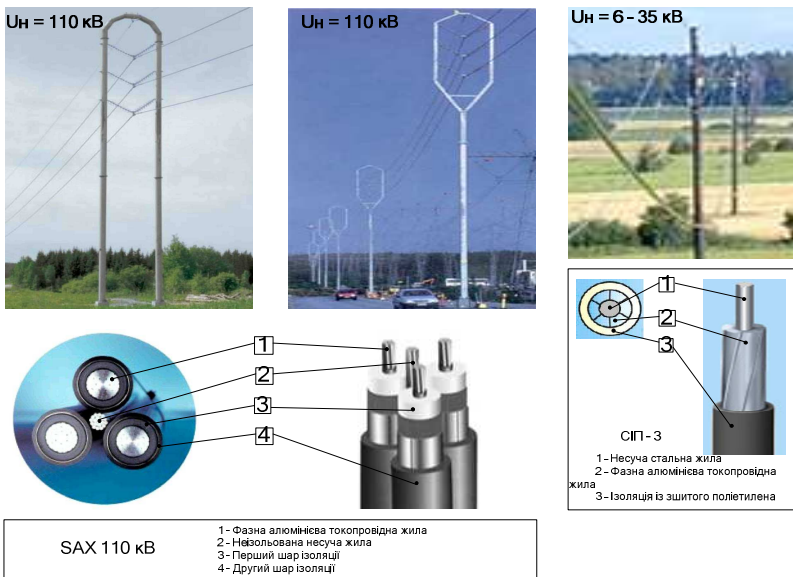 Uн = 110 кВ
Uн = 110 кВ
Uн = 6 - 35 кВ
1
2
3
4
1
2
3
СІП - 3
1 - Несуча стальна жила
2 - Фазна алюмінієва токопровідна
жила
3 - Ізоляція із зшитого поліетилена
SAX 110 кВ
1 - Фазна алюмінієва токопровідна жила
2 - Неізольована несуча жила
3 - Перший шар ізоляції
4 - Другий шар ізоляції